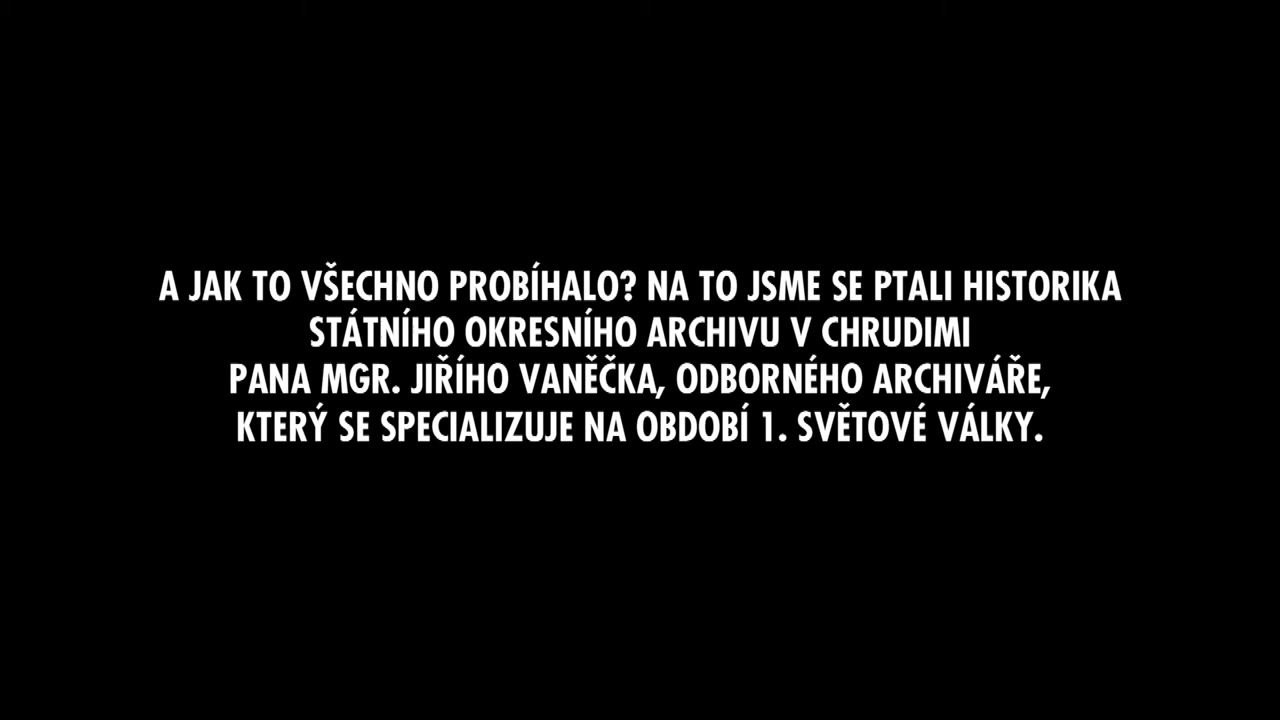 A JAK TO VŠECHNO PROBÍHALO? NA TO JSME SE PTALI HISTORIKA
STÁTNÍHO OKRESNÍHO ARCHIVU V CHRUDIMI
PANA MGR. JIŘÍHO VANĚČKA, ODBORNÉHO ARCHIVÁŘE,
KTERÝ SE SPECIALIZUJE NA OBDOBÍ 1. SVĚTOVÉ VÁLKY.